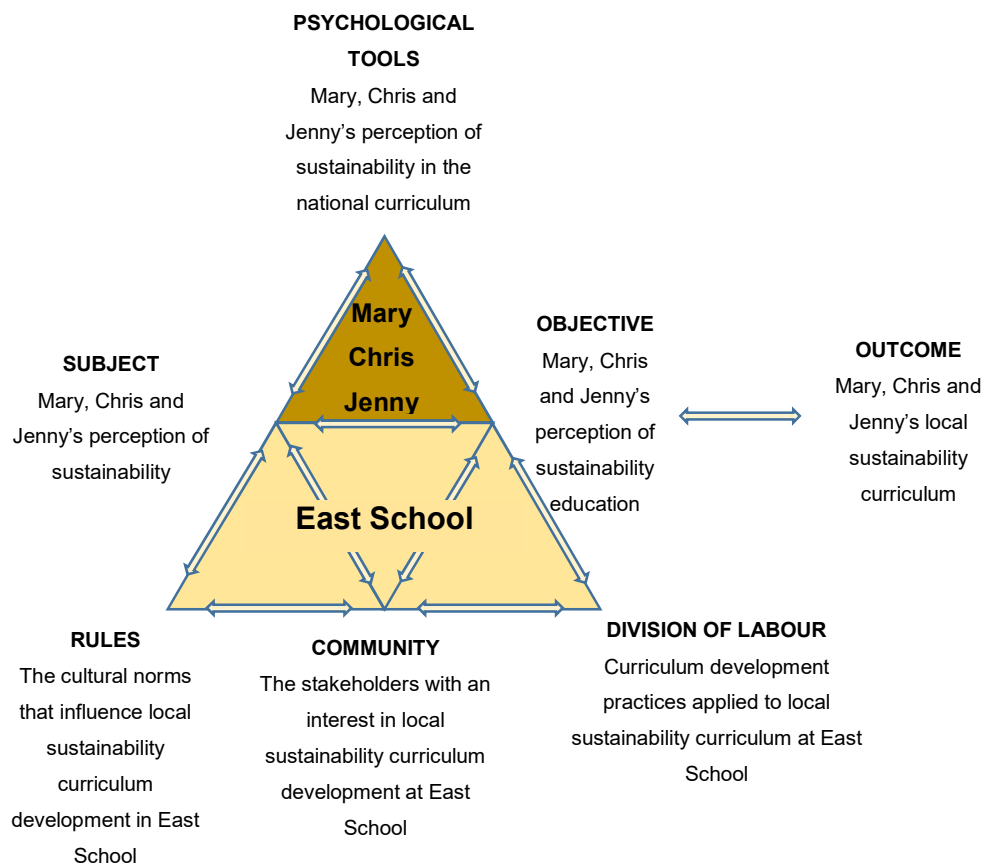 PSYCHOLOGICAL
TOOLS
Mary, Chris and
Jenny’s perception of
sustainability in the
national curriculum
Mary
Chris
Jenny
SUBJECT
Mary, Chris and
Jenny’s perception of
sustainability
OBJECTIVE
Mary, Chris
and Jenny’s
perception of
sustainability
education
OUTCOME
Mary, Chris and
Jenny’s local
sustainability
curriculum
East School
RULES
The cultural norms
that influence local
sustainability
curriculum
development in East
School
COMMUNITY
The stakeholders with an
interest in local
sustainability curriculum
development at East
School
DIVISION OF LABOUR
Curriculum development
practices applied to local
sustainability curriculum at East
School